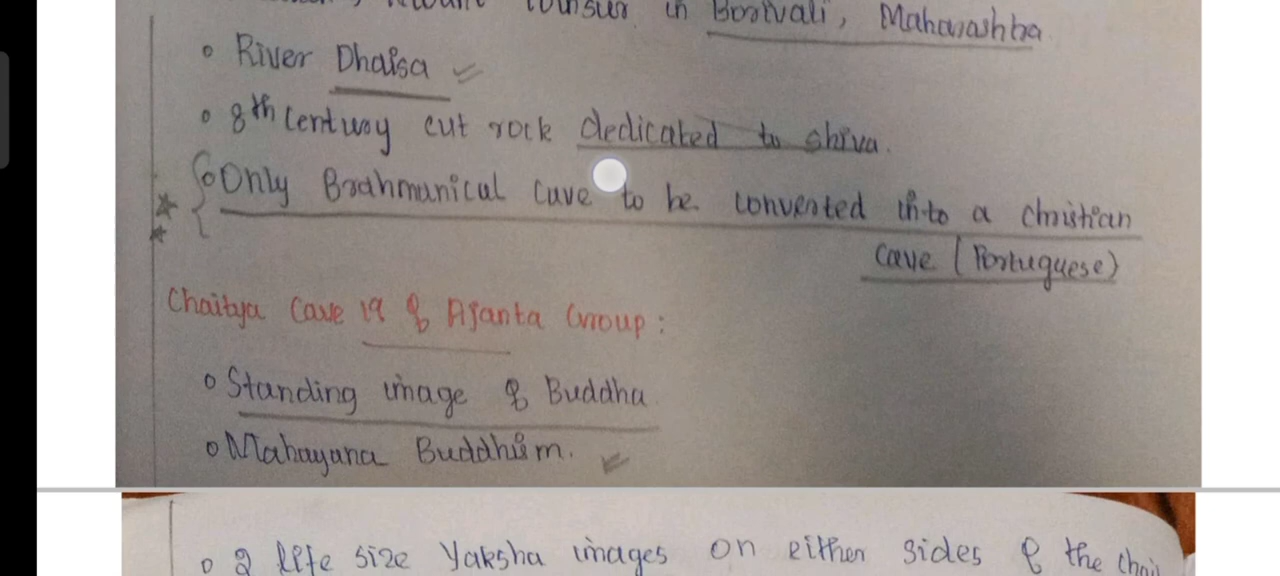 in Borivali, Maharashtra
o River Dhaisa
o 8th Century cut rock dedicated to shiva.
o Only Brahmanical Cave to be converted into a christian
cave (Portuguese)
Chaitya Cave 19 of Ajanta Group:
o Standing image of Buddha
o Mahayana Buddhism.
o 2 life size Yaksha images on either sides of the